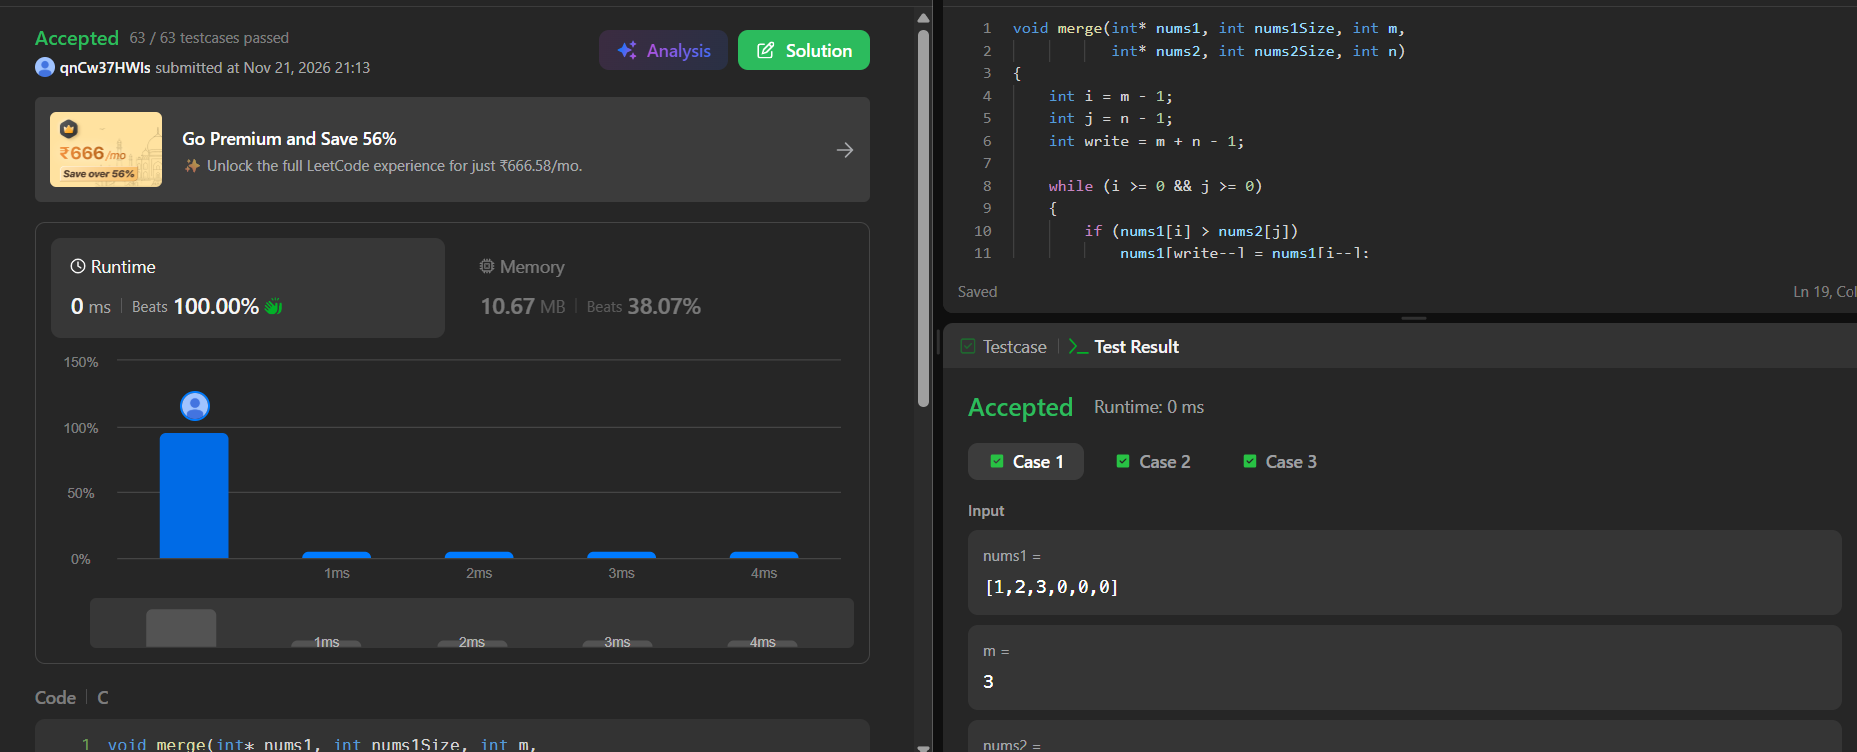 Accepted 63 / 63 testcases passed
qnCw37HWls submitted at Nov 21, 2026 21:13
Analysis
Solution
₹666/mo
Save over 56%
Go Premium and Save 56%
✨ Unlock the full LeetCode experience for just ₹666.58/mo.
Runtime
0 ms | Beats 100.00%
Memory
10.67 MB | Beats 38.07%
150%
100%
50%
0%
1ms 2ms 3ms 4ms
1ms 2ms 3ms 4ms
Code | C
1 void merge(int* nums1, int nums1Size, int m,
1 void merge(int* nums1, int nums1Size, int m,
2 int* nums2, int nums2Size, int n)
3 {
4 int i = m - 1;
5 int j = n - 1;
6 int write = m + n - 1;
7
8 while (i >= 0 && j >= 0)
9 {
10 if (nums1[i] > nums2[j])
11 nums1[write--] = nums1[i--];
Saved
Ln 19, Col
Testcase | >_ Test Result
Accepted Runtime: 0 ms
Case 1 Case 2 Case 3
Input
nums1 =
[1,2,3,0,0,0]
m =
3
nums2 =